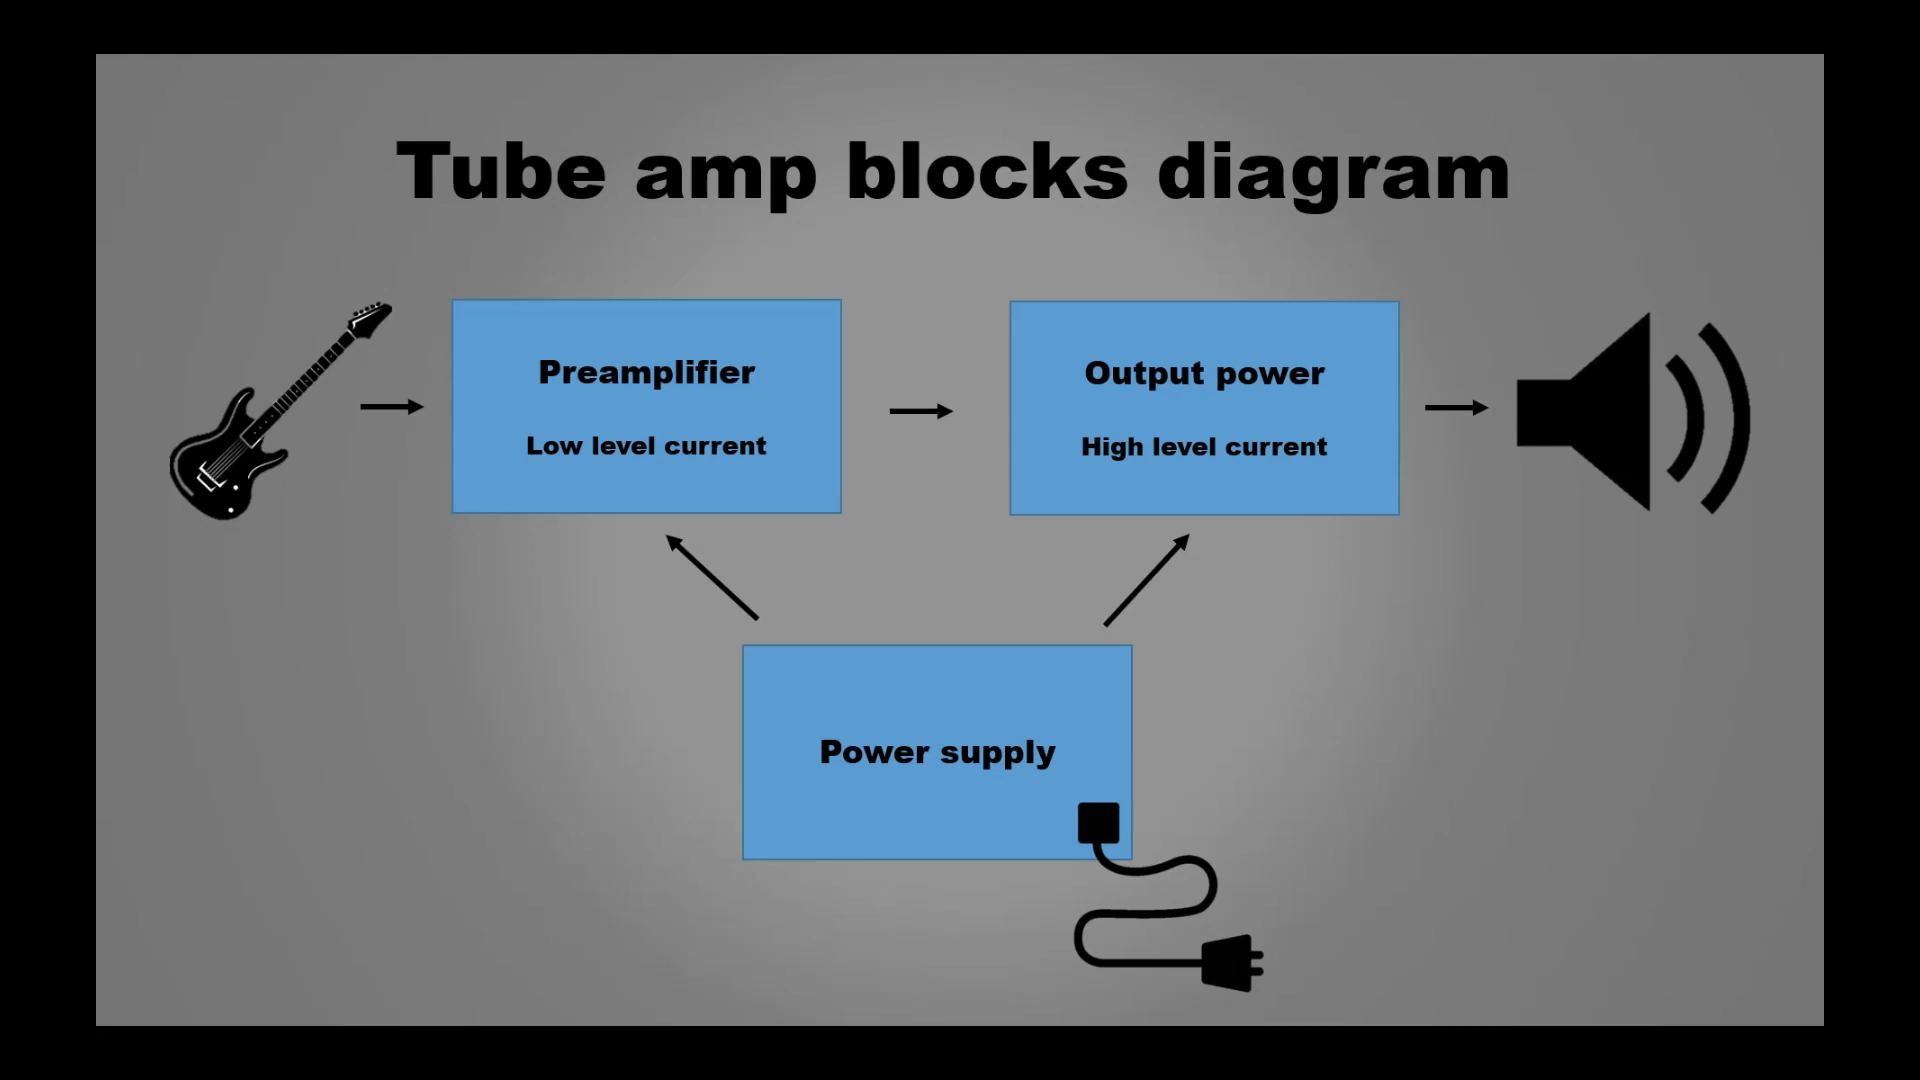 Tube amp blocks diagram
Preamplifier
Low level current
Output power
High level current
Power supply